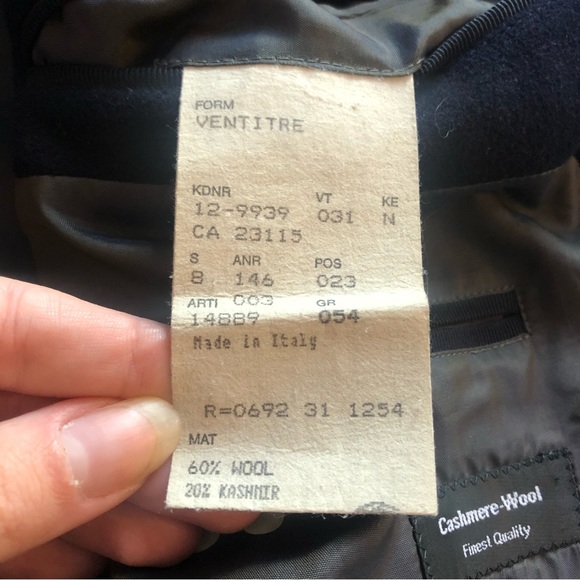 FORM
VENTITRE
KDNR VT KE
12-9939 031 N
CA 23115
S ANR POS
8 146 023
ARTI 003 GR
14889 054
Made in Italy
R=0692 31 1254
MAT
60% WOOL
20% KASHMIR
Cashmere-Wool
Finest Quality